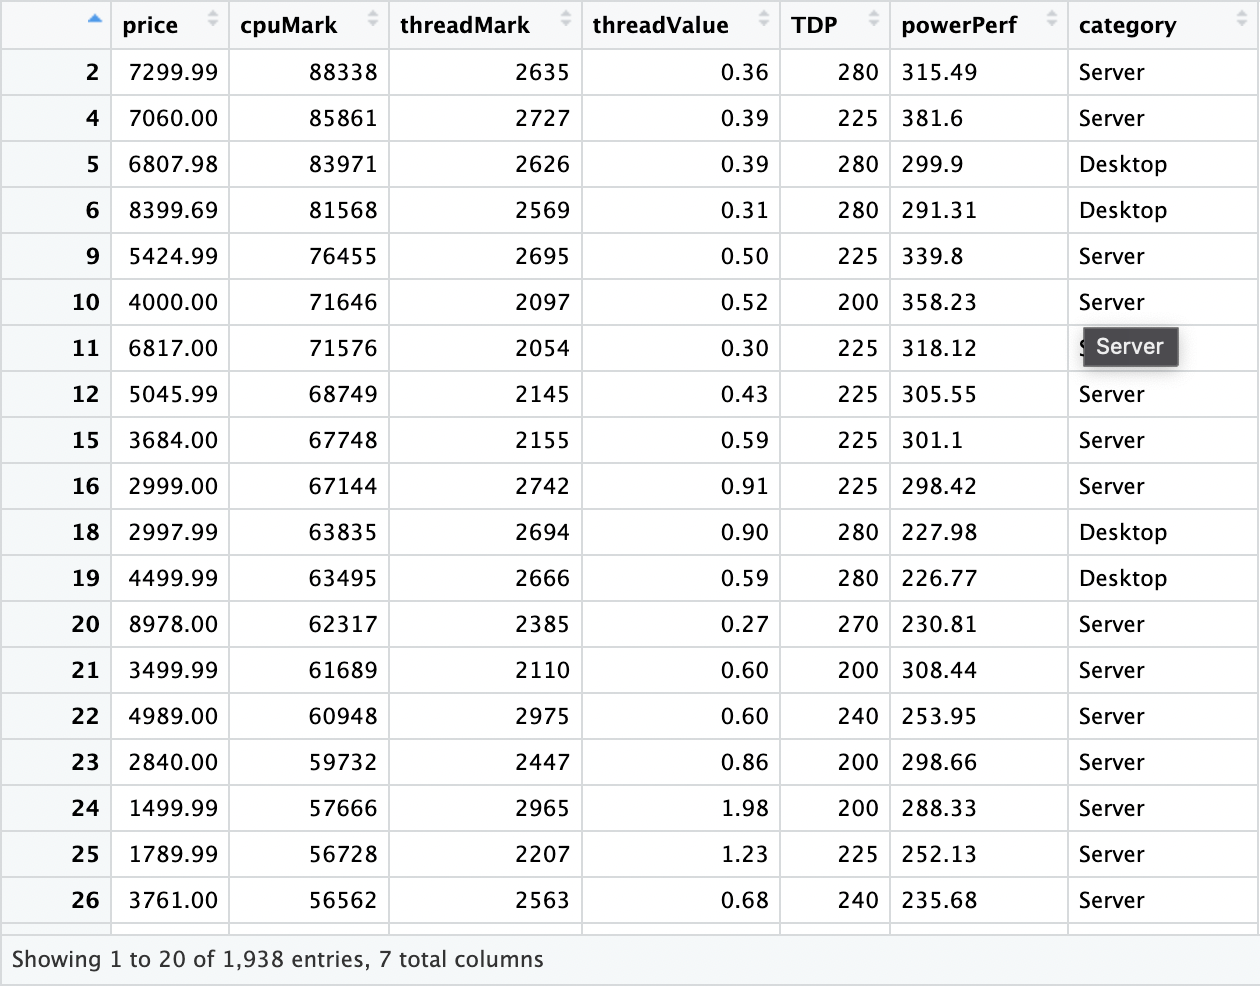 price cpuMark threadMark threadValue TDP powerPerf category
2 7299.99 88338 2635 0.36 280 315.49 Server
4 7060.00 85861 2727 0.39 225 381.6 Server
5 6807.98 83971 2626 0.39 280 299.9 Desktop
6 8399.69 81568 2569 0.31 280 291.31 Desktop
9 5424.99 76455 2695 0.50 225 339.8 Server
10 4000.00 71646 2097 0.52 200 358.23 Server
11 6817.00 71576 2054 0.30 225 318.12 Server
12 5045.99 68749 2145 0.43 225 305.55 Server
15 3684.00 67748 2155 0.59 225 301.1 Server
16 2999.00 67144 2742 0.91 225 298.42 Server
18 2997.99 63835 2694 0.90 280 227.98 Desktop
19 4499.99 63495 2666 0.59 280 226.77 Desktop
20 8978.00 62317 2385 0.27 270 230.81 Server
21 3499.99 61689 2110 0.60 200 308.44 Server
22 4989.00 60948 2975 0.60 240 253.95 Server
23 2840.00 59732 2447 0.86 200 298.66 Server
24 1499.99 57666 2965 1.98 200 288.33 Server
25 1789.99 56728 2207 1.23 225 252.13 Server
26 3761.00 56562 2563 0.68 240 235.68 Server
Showing 1 to 20 of 1,938 entries, 7 total columns